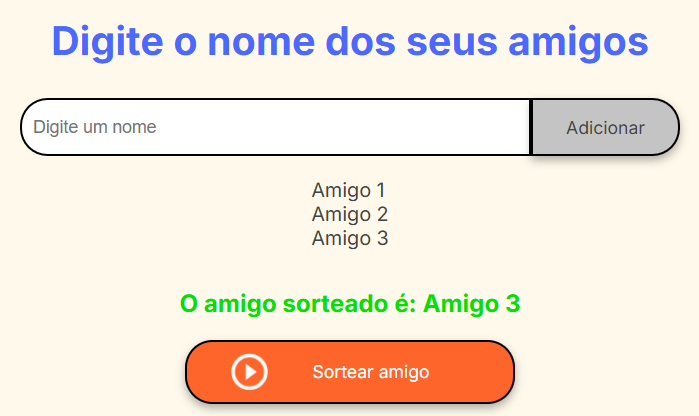 Digite o nome dos seus amigos
Digite um nome
Adicionar
Amigo 1
Amigo 2
Amigo 3
O amigo sorteado é: Amigo 3
Sortear amigo